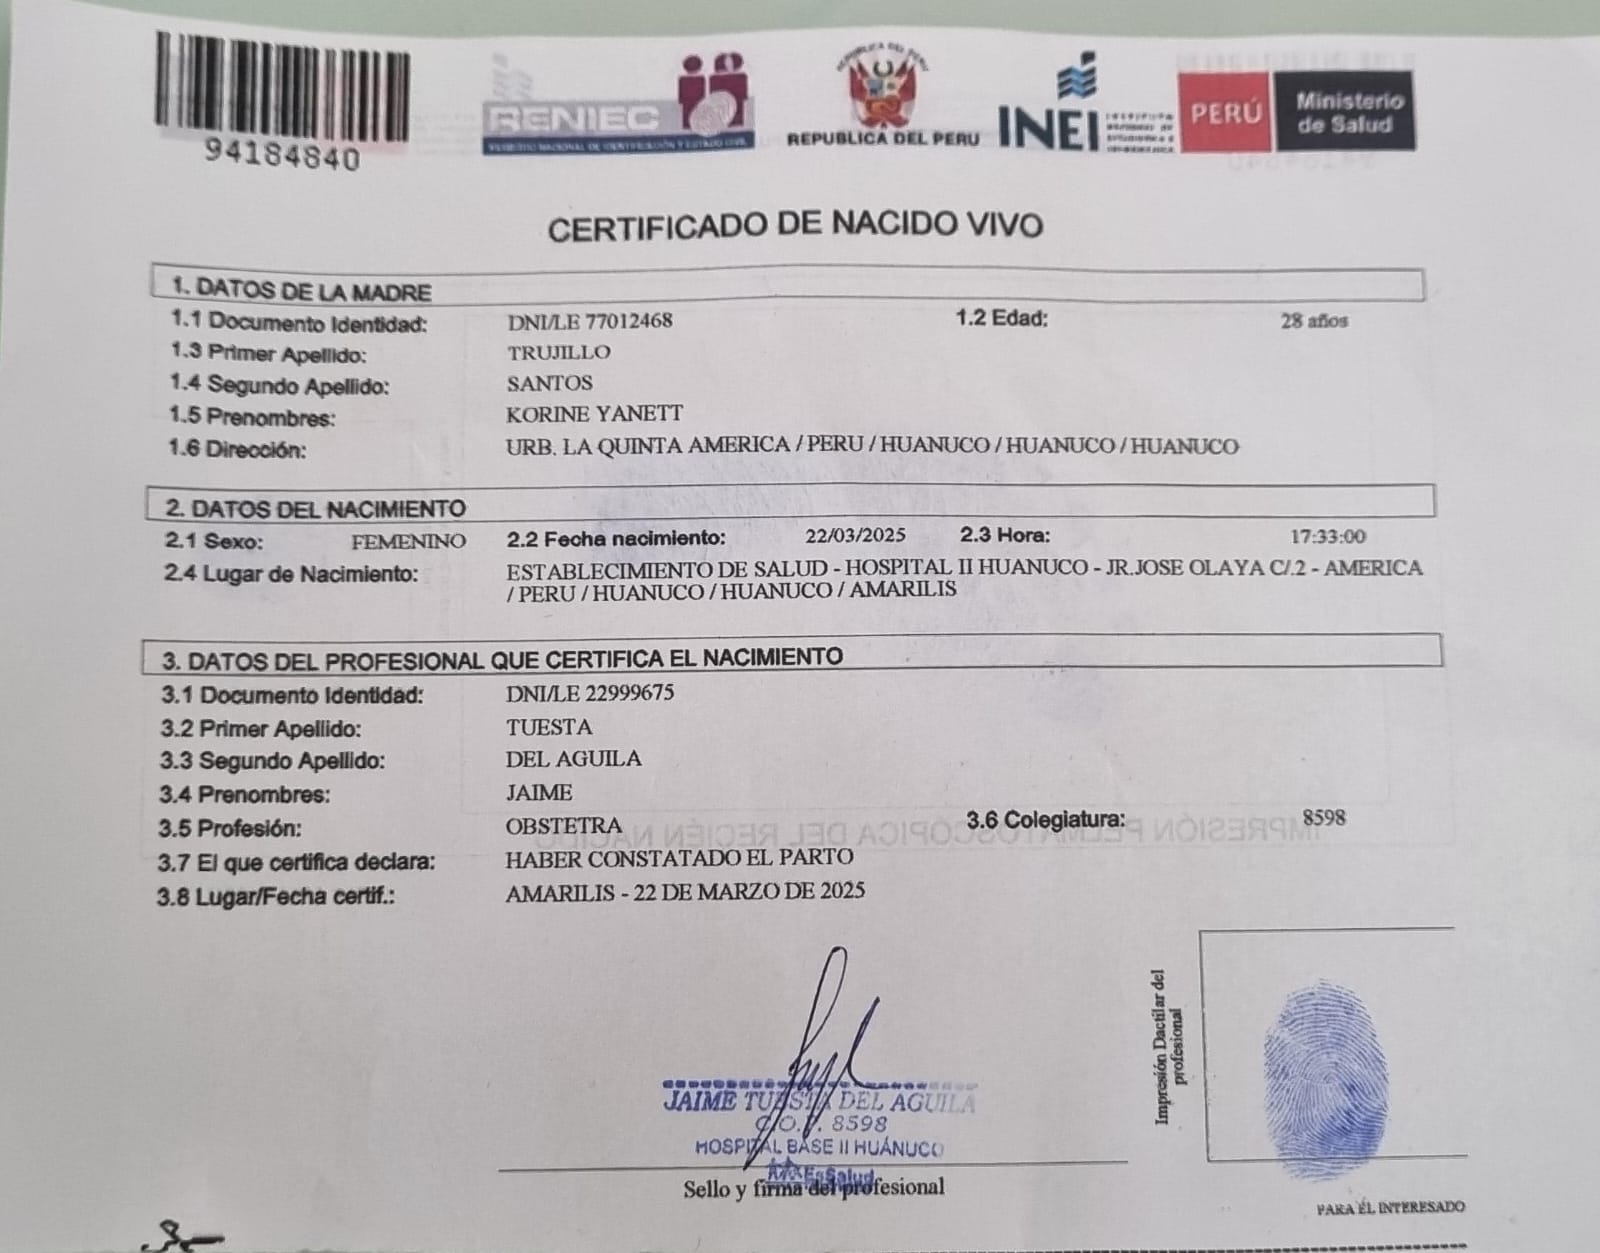 94184840
RENIEC
REGISTRO NACIONAL DE IDENTIFICACIÓN Y ESTADO CIVIL
REPUBLICA DEL PERU
REPUBLICA DEL PERU
INEI
PERÚ
Ministerio
de Salud
CERTIFICADO DE NACIDO VIVO
1. DATOS DE LA MADRE
1.1 Documento Identidad: DNI/LE 77012468 1.2 Edad: 28 años
1.3 Primer Apellido: TRUJILLO
1.4 Segundo Apellido: SANTOS
1.5 Prenombres: KORINE YANETT
1.6 Dirección: URB. LA QUINTA AMERICA / PERU / HUANUCO / HUANUCO / HUANUCO
2. DATOS DEL NACIMIENTO
2.1 Sexo: FEMENINO 2.2 Fecha nacimiento: 22/03/2025 2.3 Hora: 17:33:00
2.4 Lugar de Nacimiento: ESTABLECIMIENTO DE SALUD - HOSPITAL II HUANUCO - JR.JOSE OLAYA C/.2 - AMERICA
/ PERU / HUANUCO / HUANUCO / AMARILIS
3. DATOS DEL PROFESIONAL QUE CERTIFICA EL NACIMIENTO
3.1 Documento Identidad: DNI/LE 22999675
3.2 Primer Apellido: TUESTA
3.3 Segundo Apellido: DEL AGUILA
3.4 Prenombres: JAIME
3.5 Profesión: OBSTETRA 3.6 Colegiatura: 8598
IMPRESIÓN PELMATOSCÓPICA DEL RECIÉN NACIDO
3.7 El que certifica declara: HABER CONSTATADO EL PARTO
3.8 Lugar/Fecha certif.: AMARILIS - 22 DE MARZO DE 2025
Impresión Dactilar del
profesional
JAIME TUESTA DEL AGUILA
C.O.P. 8598
HOSPITAL BASE II HUÁNUCO
EsSalud
Sello y firma del profesional
PARA EL INTERESADO